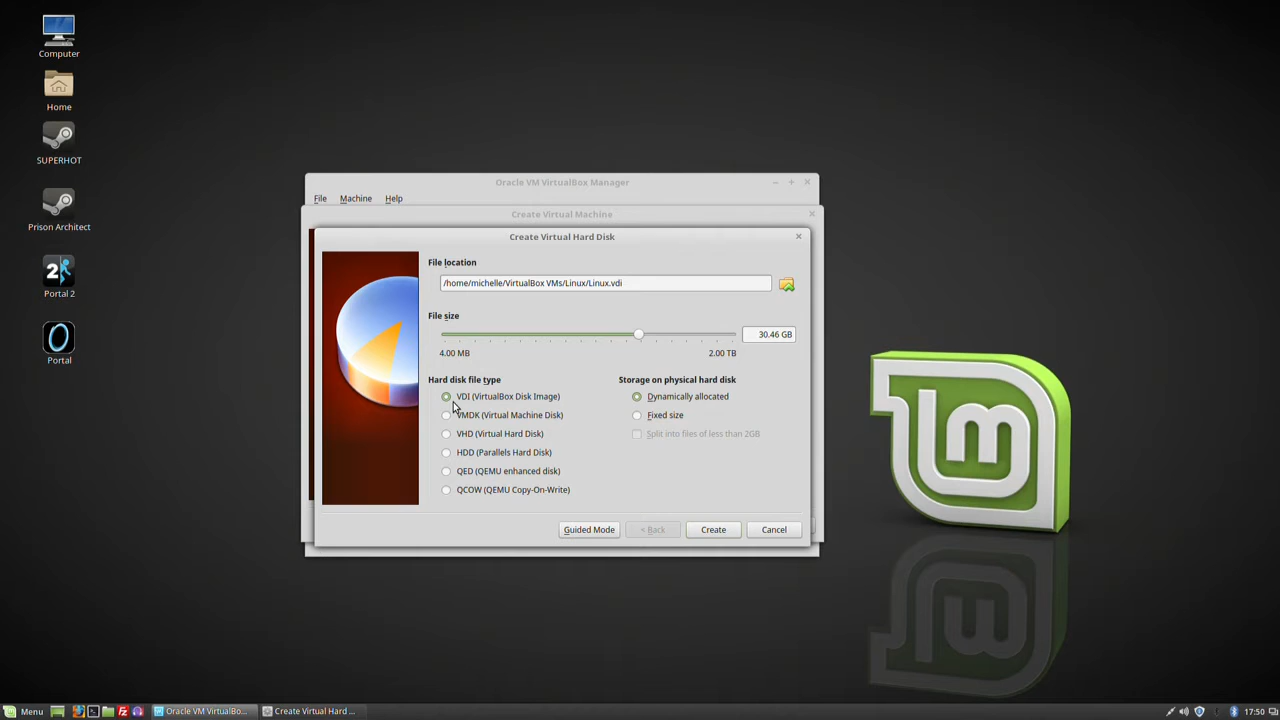 Computer
Home
SUPERHOT
Prison Architect
2
Portal 2
Portal
Oracle VM VirtualBox Manager
File Machine Help
Create Virtual Machine
Create Virtual Hard Disk
File location
/home/michelle/VirtualBox VMs/Linux/Linux.vdi
File size
30.46 GB
4.00 MB 2.00 TB
Hard disk file type Storage on physical hard disk
VDI (VirtualBox Disk Image) Dynamically allocated
VMDK (Virtual Machine Disk) Fixed size
VHD (Virtual Hard Disk) Split into files of less than 2GB
HDD (Parallels Hard Disk)
QED (QEMU enhanced disk)
QCOW (QEMU Copy-On-Write)
Guided Mode < Back Create Cancel
Menu Oracle VM VirtualBo... Create Virtual Hard ... 17:50